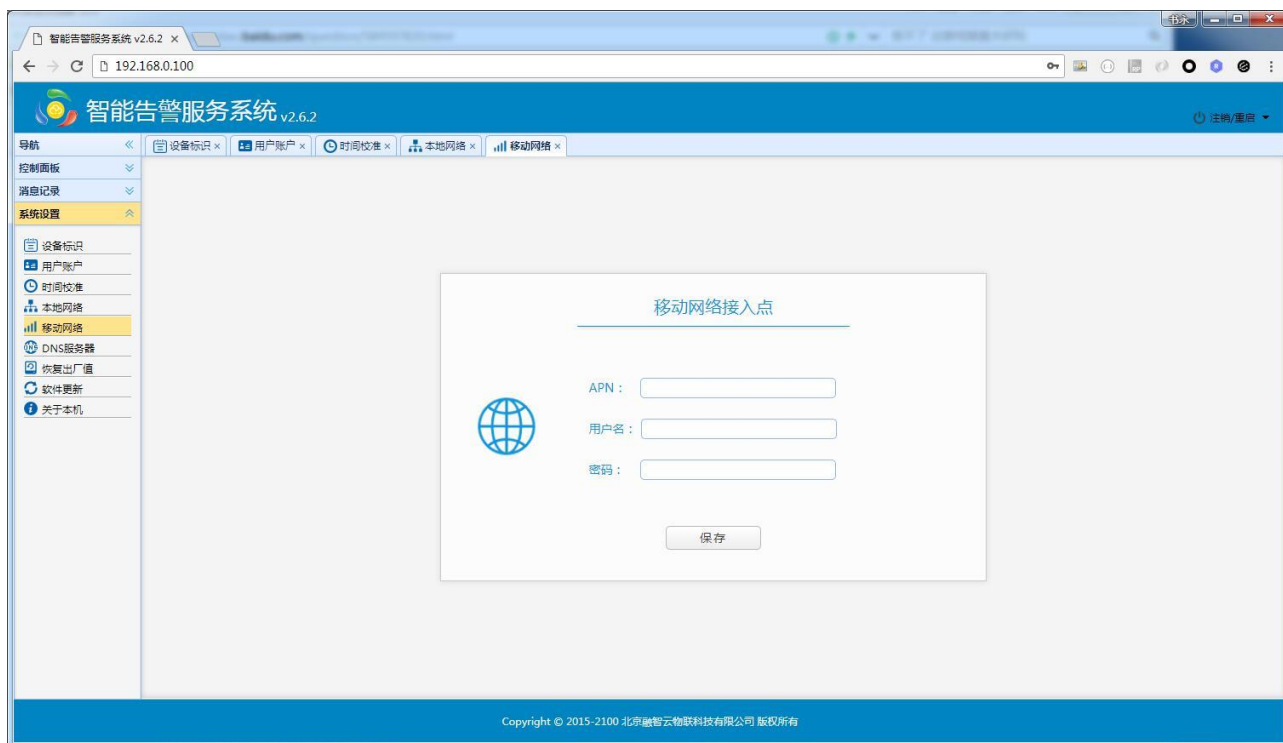 书永
智能告警服务系统 v2.6.2
192.168.0.100
智能告警服务系统 v2.6.2
注销/重启
导航
设备标识 用户账户 时间校准 本地网络 移动网络
控制面板
消息记录
系统设置
设备标识
用户账户
时间校准
本地网络
移动网络
DNS服务器
恢复出厂值
软件更新
关于本机
移动网络接入点
APN：
用户名：
密码：
保存
Copyright © 2015-2100 北京融智云物联科技有限公司 版权所有